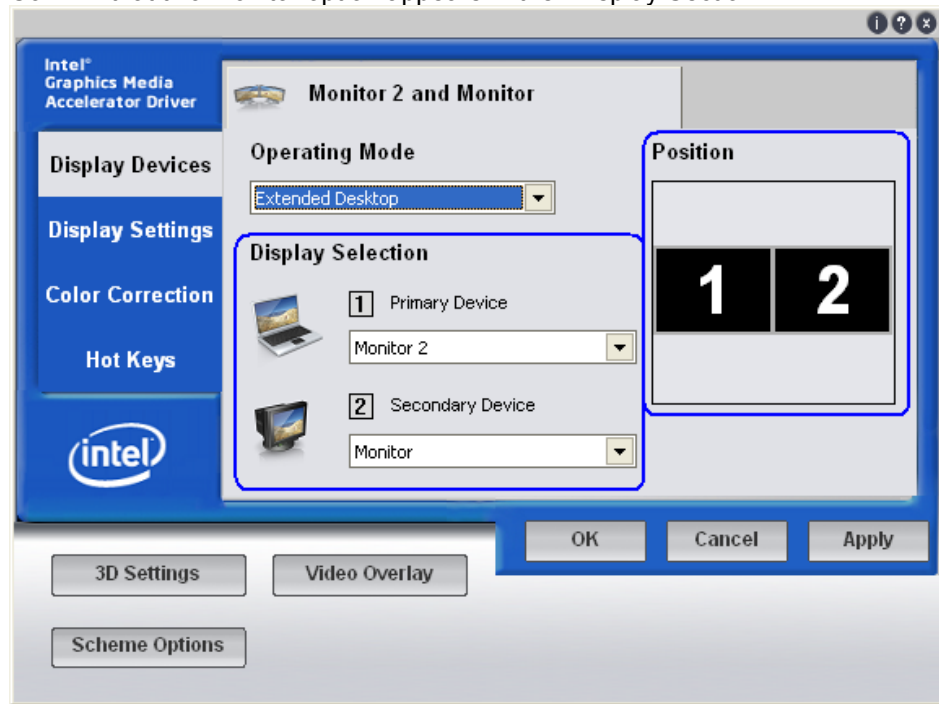 Intel®
Graphics Media
Accelerator Driver
Monitor 2 and Monitor
Display Devices
Display Settings
Color Correction
Hot Keys
intel
Operating Mode
Extended Desktop
Display Selection
1 Primary Device
Monitor 2
2 Secondary Device
Monitor
Position
1 2
OK Cancel Apply
3D Settings Video Overlay
Scheme Options